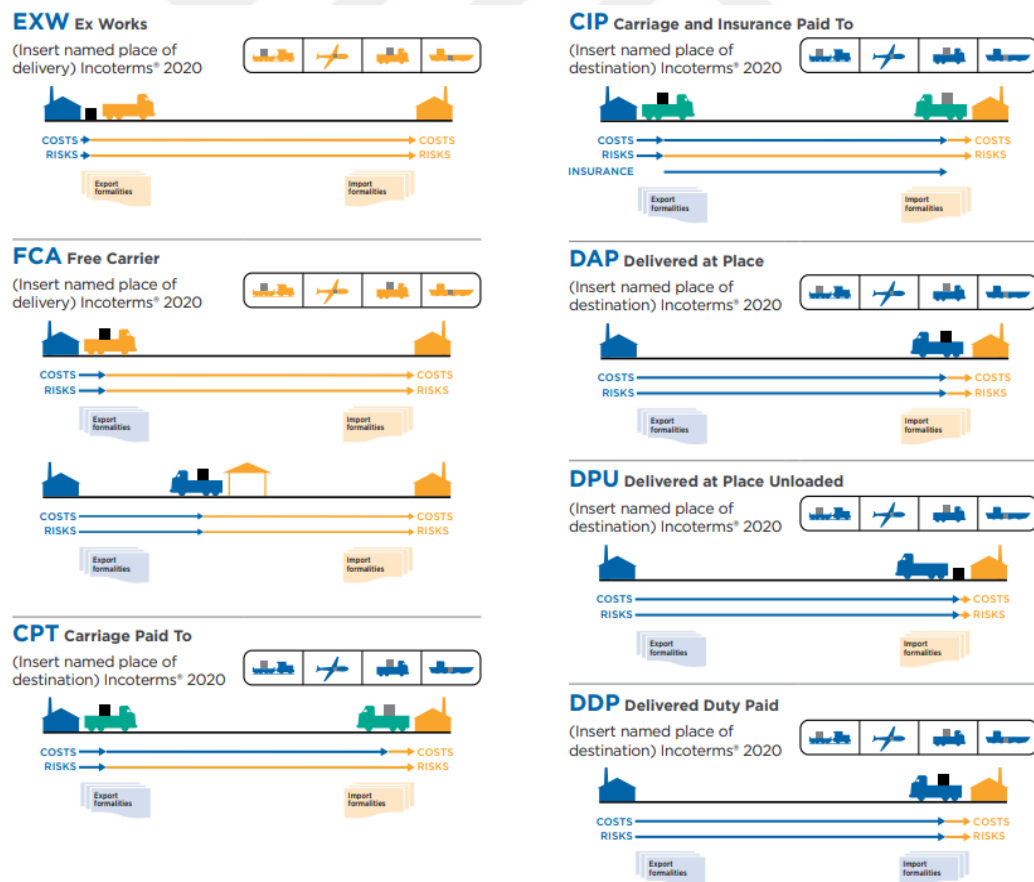 EXW Ex Works
(Insert named place of
delivery) Incoterms® 2020
COSTS COSTS
RISKS RISKS
Export
formalities
Import
formalities
FCA Free Carrier
(Insert named place of
delivery) Incoterms® 2020
COSTS COSTS
RISKS RISKS
Export
formalities
Import
formalities
COSTS COSTS
RISKS RISKS
Export
formalities
Import
formalities
CPT Carriage Paid To
(Insert named place of
destination) Incoterms® 2020
COSTS COSTS
RISKS RISKS
Export
formalities
Import
formalities
CIP Carriage and Insurance Paid To
(Insert named place of
destination) Incoterms® 2020
COSTS COSTS
RISKS RISKS
INSURANCE
Export
formalities
Import
formalities
DAP Delivered at Place
(Insert named place of
destination) Incoterms® 2020
COSTS COSTS
RISKS RISKS
Export
formalities
Import
formalities
DPU Delivered at Place Unloaded
(Insert named place of
destination) Incoterms® 2020
COSTS COSTS
RISKS RISKS
Export
formalities
Import
formalities
DDP Delivered Duty Paid
(Insert named place of
destination) Incoterms® 2020
COSTS COSTS
RISKS RISKS
Export
formalities
Import
formalities